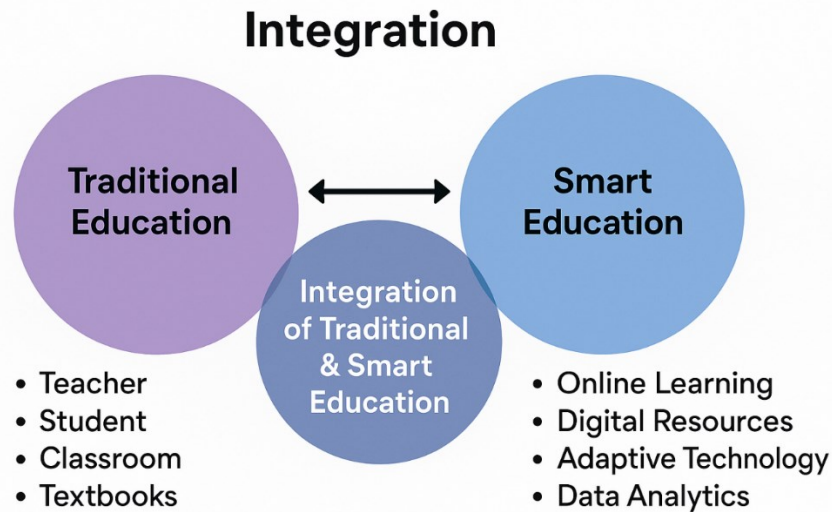 Integration
Traditional
Education
Smart
Education
Integration
of Traditional
& Smart
Education
• Teacher
• Student
• Classroom
• Textbooks
• Online Learning
• Digital Resources
• Adaptive Technology
• Data Analytics